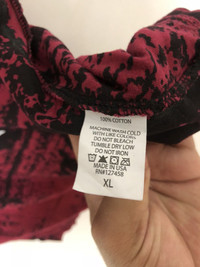 100% COTTON
MACHINE WASH COLD
WITH LIKE COLORS
DO NOT BLEACH
TUMBLE DRY LOW
DO NOT IRON
MADE IN USA
RN#127458
XL